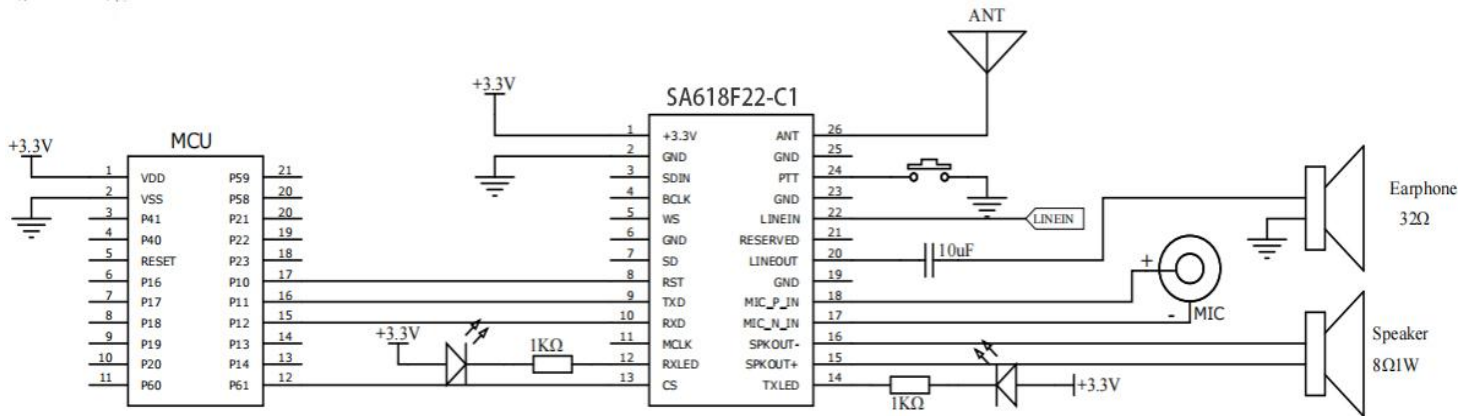 ANT
+3.3V
SA618F22-C1
+3.3V
MCU
1 VDD P59 21
2 VSS P58 20
3 P41 P21 20
4 P40 P22 19
5 RESET P23 18
6 P16 P10 17
7 P17 P11 16
8 P18 P12 15
9 P19 P13 14
10 P20 P14 13
11 P60 P61 12
1 +3.3V ANT 26
2 GND GND 25
3 SDIN PTT 24
4 BCLK GND 23
5 WS LINEIN 22
6 GND RESERVED 21
7 SD LINEOUT 20
8 RST GND 19
9 TXD MIC_P_IN 18
10 RXD MIC_N_IN 17
11 MCLK SPKOUT- 16
12 RXLED SPKOUT+ 15
13 CS TXLED 14
+3.3V
1KΩ
LINEIN
10uF
Earphone
32Ω
+
- MIC
Speaker
8Ω1W
1KΩ
+3.3V